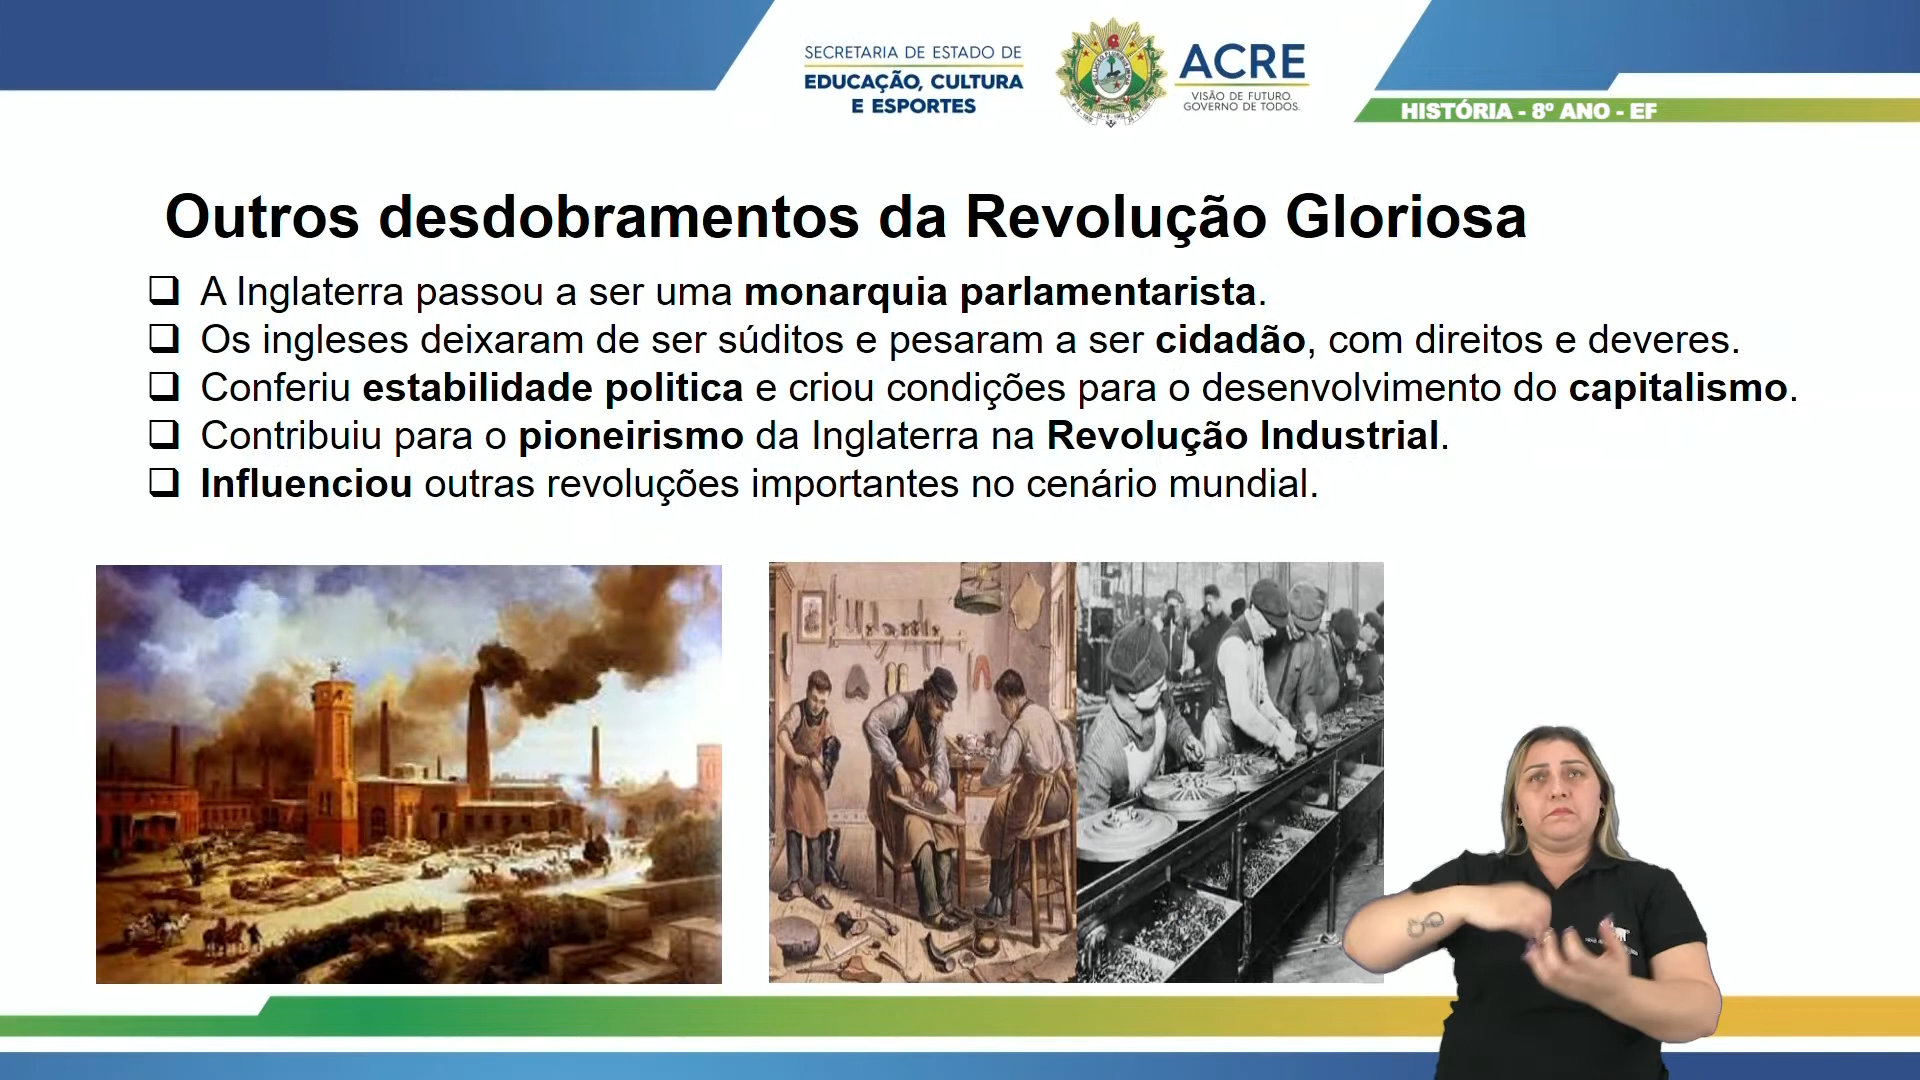 SECRETARIA DE ESTADO DE
EDUCAÇÃO, CULTURA
E ESPORTES
ACRE
VISÃO DE FUTURO.
GOVERNO DE TODOS.
HISTÓRIA - 8º ANO - EF
Outros desdobramentos da Revolução Gloriosa
A Inglaterra passou a ser uma monarquia parlamentarista.
Os ingleses deixaram de ser súditos e pesaram a ser cidadão, com direitos e deveres.
Conferiu estabilidade politica e criou condições para o desenvolvimento do capitalismo.
Contribuiu para o pioneirismo da Inglaterra na Revolução Industrial.
Influenciou outras revoluções importantes no cenário mundial.